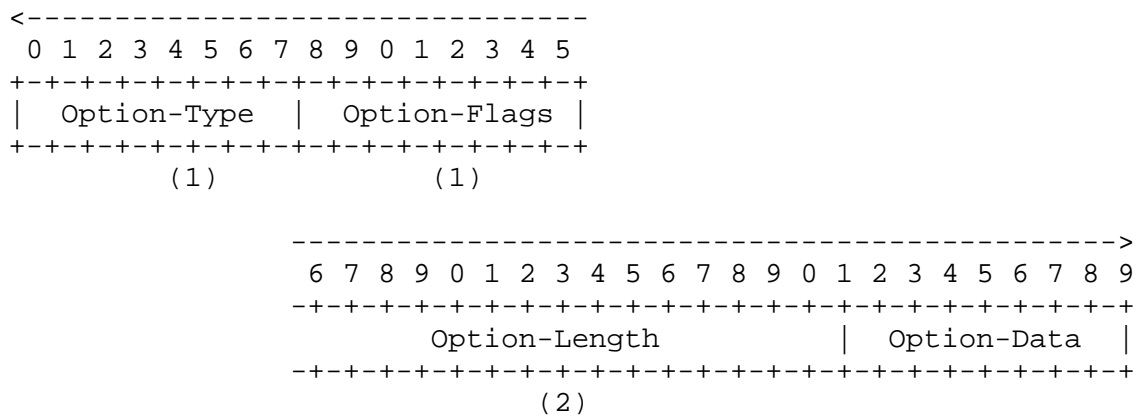 <---------------------------------
 0 1 2 3 4 5 6 7 8 9 0 1 2 3 4 5
+-+-+-+-+-+-+-+-+-+-+-+-+-+-+-+-+
|  Option-Type  |  Option-Flags |
+-+-+-+-+-+-+-+-+-+-+-+-+-+-+-+-+
         (1)            (1)
                ----------------------------------------------->
                 6 7 8 9 0 1 2 3 4 5 6 7 8 9 0 1 2 3 4 5 6 7 8 9
                -+-+-+-+-+-+-+-+-+-+-+-+-+-+-+-+-+-+-+-+-+-+-+-+
                        Option-Length          |  Option-Data  |
                -+-+-+-+-+-+-+-+-+-+-+-+-+-+-+-+-+-+-+-+-+-+-+-+
                              (2)